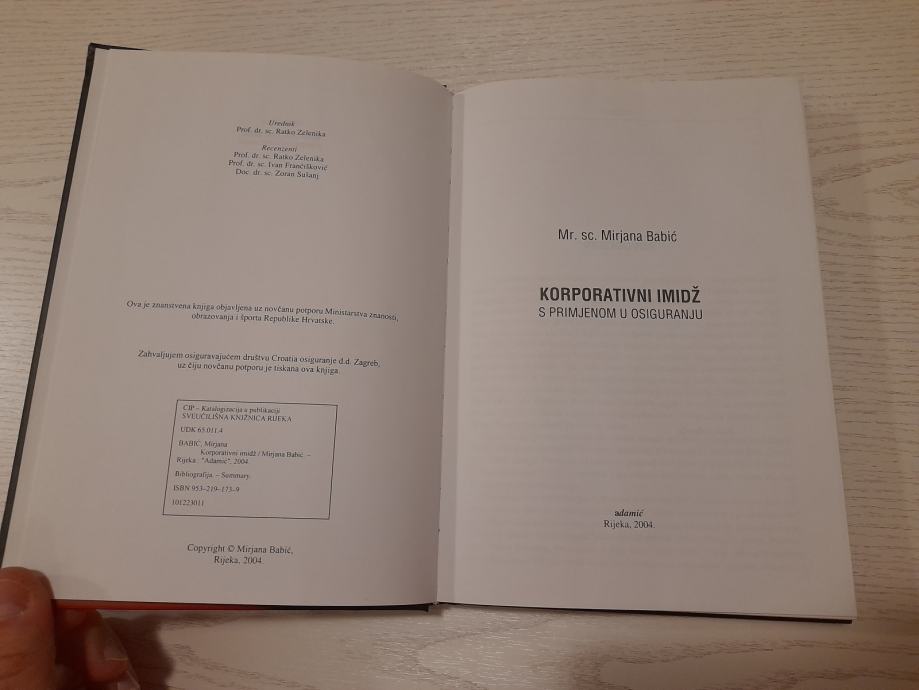 Urednik
Prof. dr. sc. Ratko Zelenika
Recenzenti
Prof. dr. sc. Ratko Zelenika
Prof. dr. sc. Ivan Frančišković
Doc. dr. sc. Zoran Sušanj
Ova je znanstvena knjiga objavljena uz novčanu potporu Ministarstva znanosti,
obrazovanja i športa Republike Hrvatske.
Zahvaljujem osiguravajućem društvu Croatia osiguranje d.d. Zagreb,
uz čiju novčanu potporu je tiskana ova knjiga.
CIP – Katalogizacija u publikaciji
SVEUČILIŠNA KNJIŽNICA RIJEKA
UDK 65.011.4
BABIĆ, Mirjana
Korporativni imidž / Mirjana Babić. –
Rijeka : "Adamić", 2004.
Bibliografija. – Summary.
ISBN 953–219–173–9
101223011
Copyright © Mirjana Babić,
Rijeka, 2004.
Mr. sc. Mirjana Babić
KORPORATIVNI IMIDŽ
S PRIMJENOM U OSIGURANJU
adamić
Rijeka, 2004.